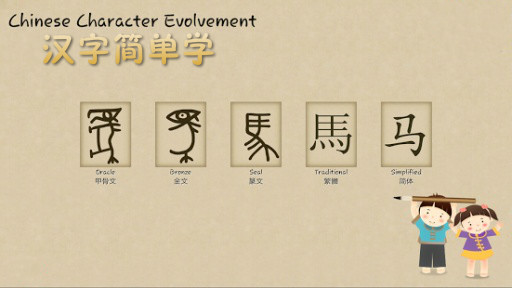 Chinese Character Evolvement
汉字简单学
馬
馬
马
Oracle
甲骨文
Bronze
金文
Seal
篆文
Traditional
繁體
Simplified
简体